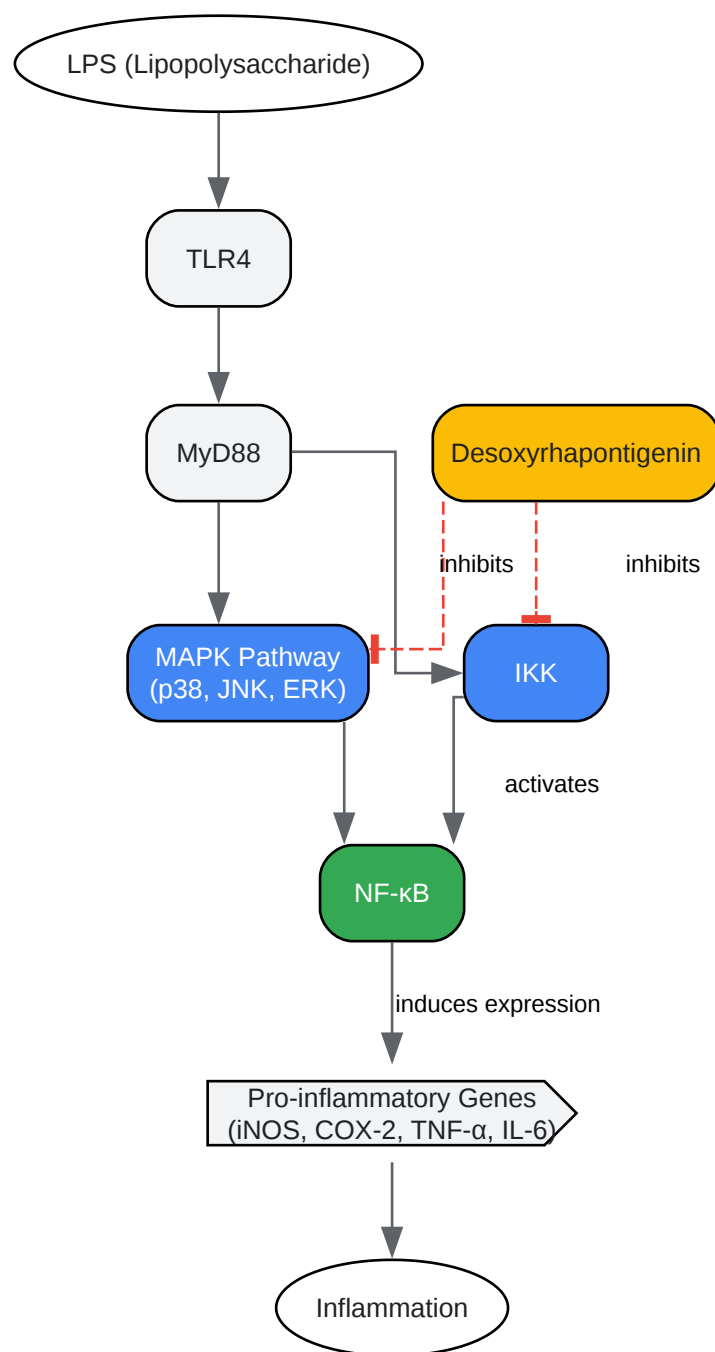 LPS (Lipopolysaccharide)
TLR4
MyD88
Desoxyrhapontigenin
inhibits
inhibits
MAPK Pathway
(p38, JNK, ERK)
IKK
activates
NF-κB
induces expression
Pro-inflammatory Genes
(iNOS, COX-2, TNF-α, IL-6)
Inflammation